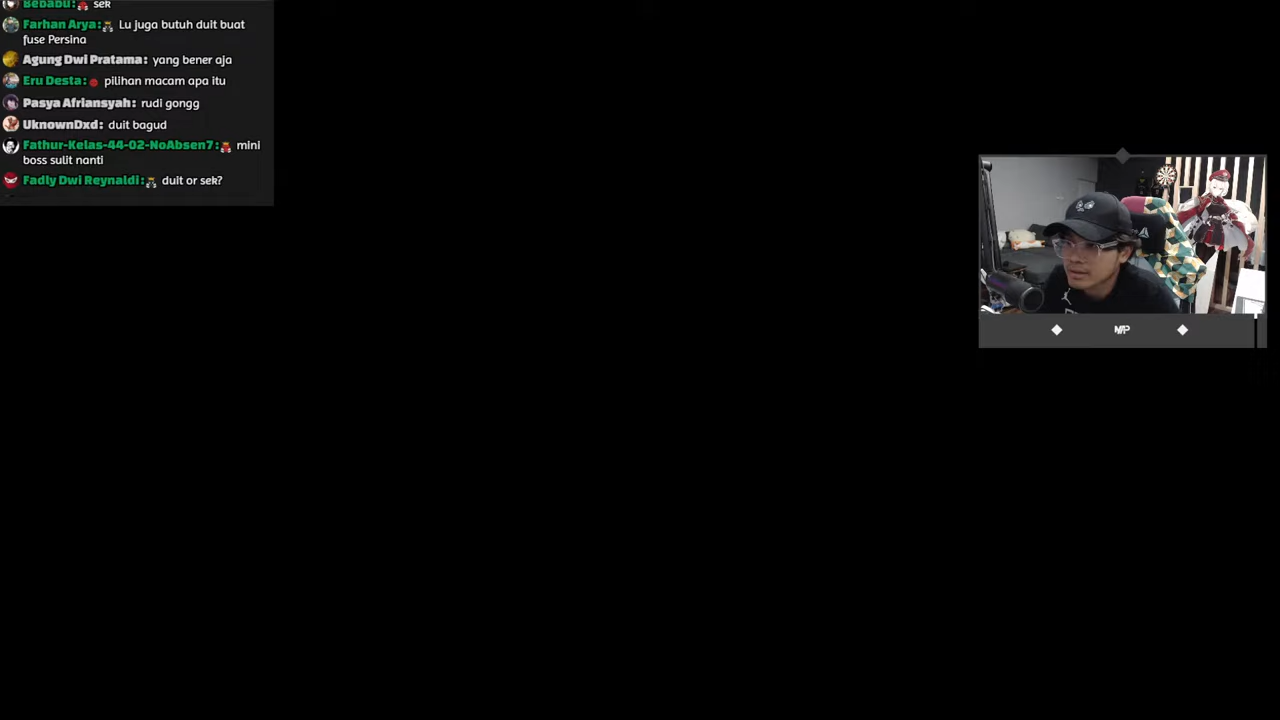 Bebabu: sek
Farhan Arya: Lu juga butuh duit buat
fuse Persina
Agung Dwi Pratama: yang bener aja
Eru Desta: pilihan macam apa itu
Pasya Afriansyah: rudi gongg
UknownDxd: duit bagud
Fathur-Kelas-44-02-NoAbsen7: mini
boss sulit nanti
Fadly Dwi Reynaldi: duit or sek?